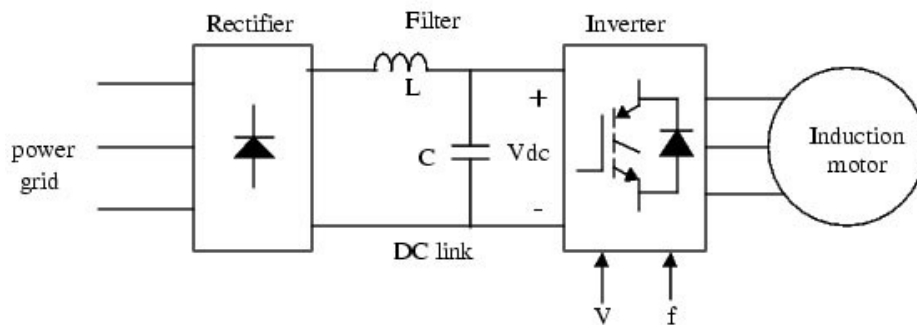 Rectifier
Filter
Inverter
L
+
power
grid
C
Vdc
Induction
motor
-
DC link
V
f